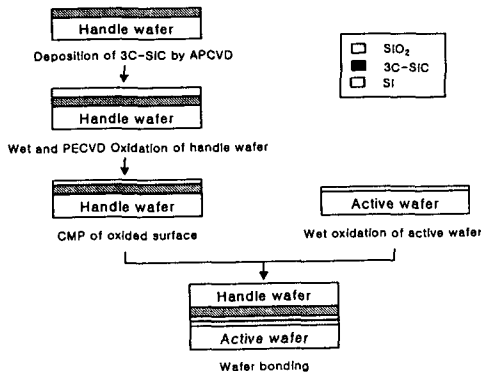 Handle wafer
Deposition of 3C-SiC by APCVD
SiO₂
3C-SiC
Si
Handle wafer
Wet and PECVD Oxidation of handle wafer
Handle wafer
CMP of oxided surface
Active wafer
Wet oxidation of active wafer
Handle wafer
Active wafer
Wafer bonding